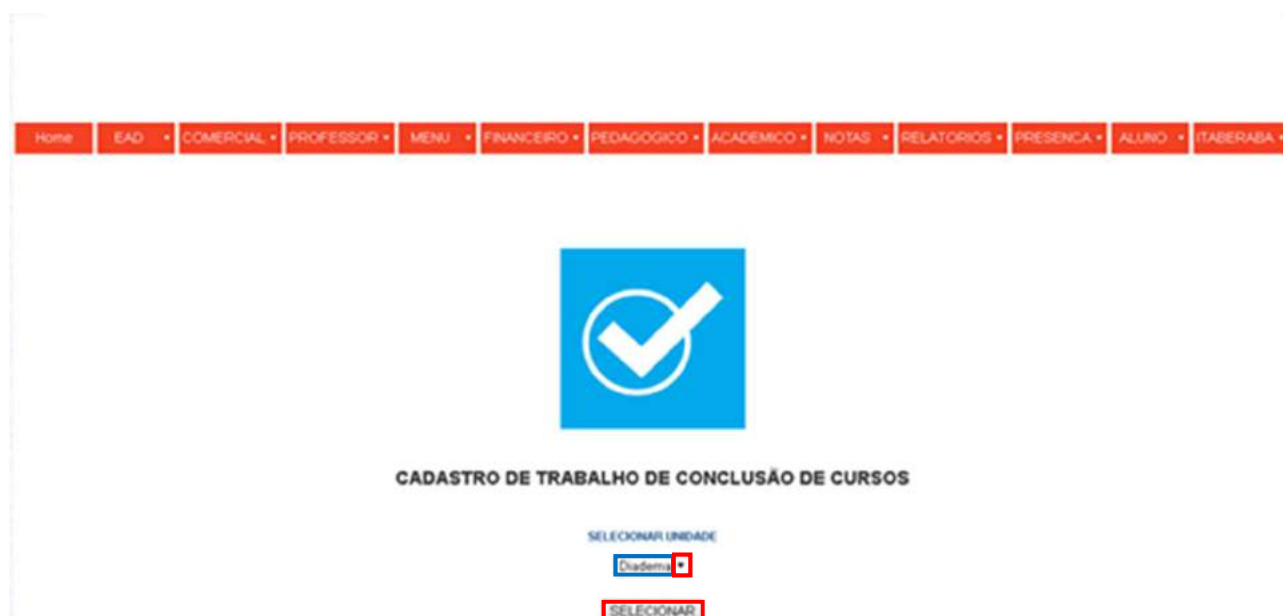 Home EAD COMERCIAL PROFESSOR MENU FINANCEIRO PEDAGOGICO ACADEMICO NOTAS RELATORIOS PRESENCA ALUNO ITABERABA
CADASTRO DE TRABALHO DE CONCLUSÃO DE CURSOS
SELECIONAR UNIDADE
Diadema
SELECIONAR